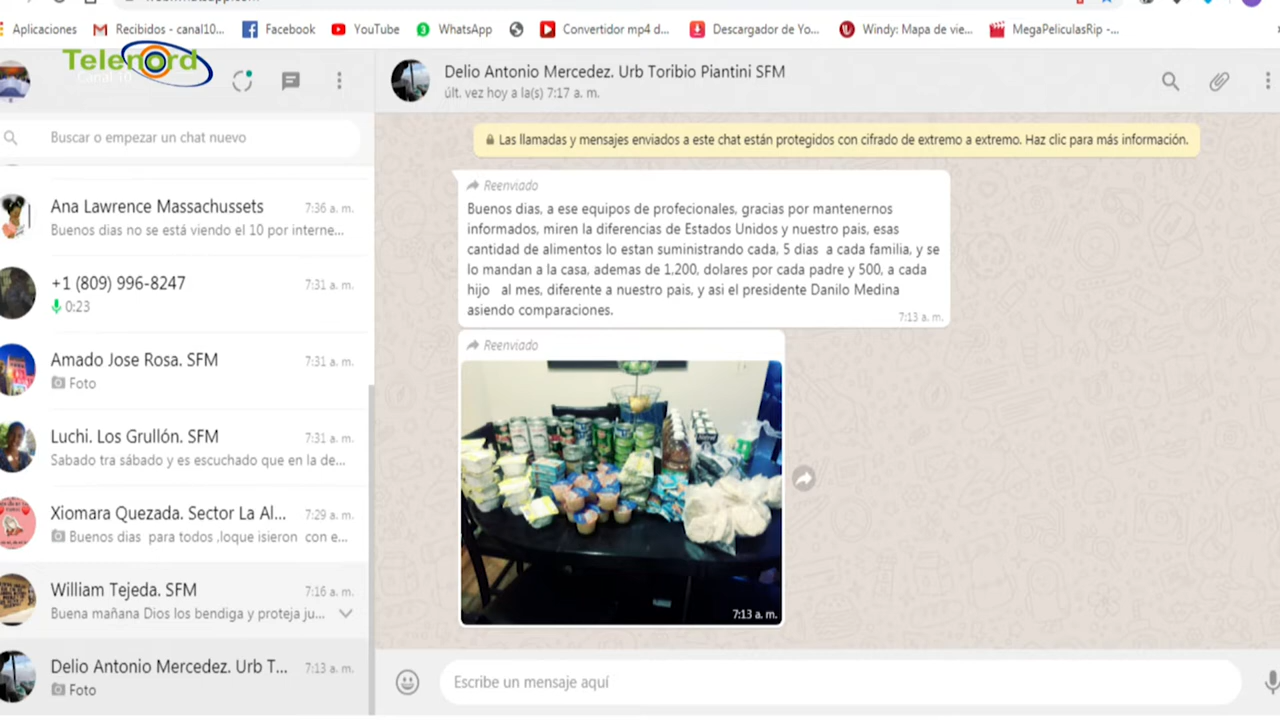 Aplicaciones
Recibidos - canal10...
Facebook
YouTube
WhatsApp
Convertidor mp4 d...
Descargador de Yo...
Windy: Mapa de vie...
MegaPeliculasRip -...
Telenord
Canal 10
Buscar o empezar un chat nuevo
Ana Lawrence Massachussets
7:36 a. m.
Buenos dias no se está viendo el 10 por interne...
+1 (809) 996-8247
7:31 a. m.
0:23
Amado Jose Rosa. SFM
7:31 a. m.
Foto
Luchi. Los Grullón. SFM
7:31 a. m.
Sabado tra sábado y es escuchado que en la de...
Xiomara Quezada. Sector La Al...
7:29 a. m.
Buenos dias para todos ,loque isieron con e...
William Tejeda. SFM
7:16 a. m.
Buena mañana Dios los bendiga y proteja ju...
Delio Antonio Mercedez. Urb T...
7:13 a. m.
Foto
Delio Antonio Mercedez. Urb Toribio Piantini SFM
últ. vez hoy a la(s) 7:17 a. m.
Las llamadas y mensajes enviados a este chat están protegidos con cifrado de extremo a extremo. Haz clic para más información.
Reenviado
Buenos dias, a ese equipos de profecionales, gracias por mantenernos
informados, miren la diferencias de Estados Unidos y nuestro pais, esas
cantidad de alimentos lo estan suministrando cada, 5 dias a cada familia, y se
lo mandan a la casa, ademas de 1,200, dolares por cada padre y 500, a cada
hijo al mes, diferente a nuestro pais, y asi el presidente Danilo Medina
asiendo comparaciones.
7:13 a. m.
Reenviado
7:13 a. m.
Escribe un mensaje aquí